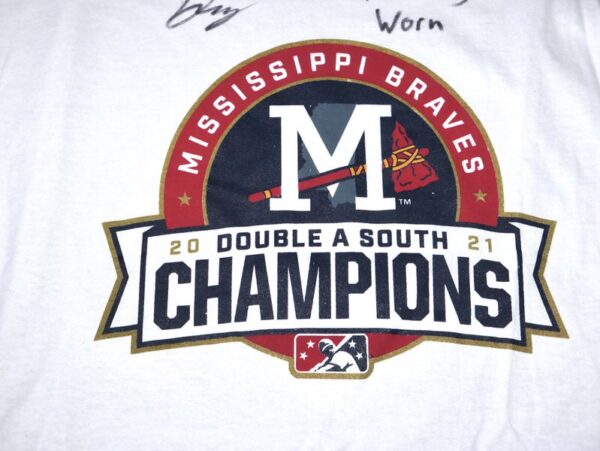 Worn
MISSISSIPPI BRAVES
M
TM
20 DOUBLE A SOUTH 21
CHAMPIONS